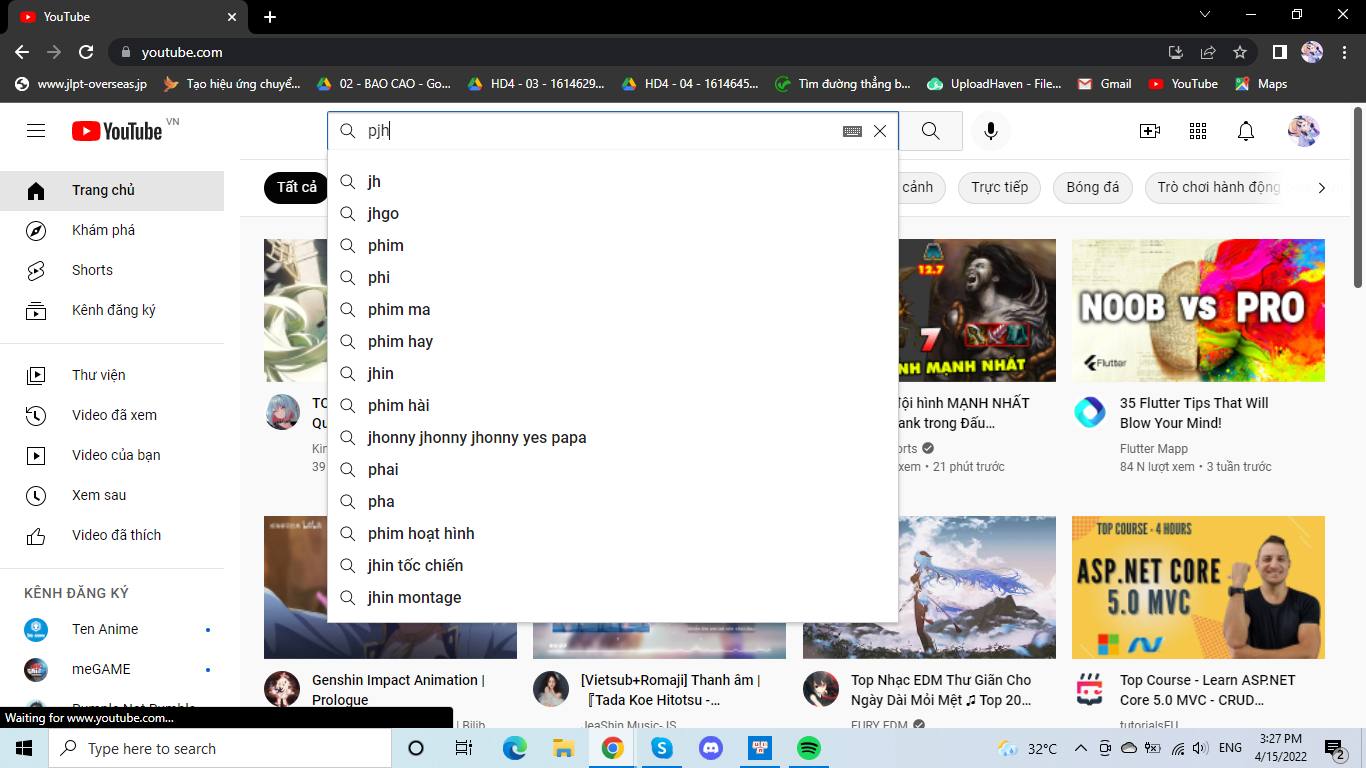 YouTube
youtube.com
www.jlpt-overseas.jp
Tạo hiệu ứng chuyể...
02 - BAO CAO - Go...
HD4 - 03 - 1614629...
HD4 - 04 - 1614645...
Tìm đường thẳng b...
UploadHaven - File...
Gmail
YouTube
Maps
YouTube VN
pjh
Trang chủ
Khám phá
Shorts
Kênh đăng ký
Thư viện
Video đã xem
Video của bạn
Xem sau
Video đã thích
KÊNH ĐĂNG KÝ
Ten Anime
meGAME
Tất cả
cảnh
Trực tiếp
Bóng đá
Trò chơi hành động
jh
jhgo
phim
phi
phim ma
phim hay
jhin
phim hài
jhonny jhonny jhonny yes papa
phai
pha
phim hoạt hình
jhin tốc chiến
jhin montage
12.7
7
NH MẠNH NHẤT
đội hình MẠNH NHẤT
ank trong Đấu...
orts
xem • 21 phút trước
NOOB vs PRO
Flutter
35 Flutter Tips That Will
Blow Your Mind!
Flutter Mapp
84 N lượt xem • 3 tuần trước
39
Genshin Impact Animation |
Prologue
| Bilib
[Vietsub+Romaji] Thanh âm |
『Tada Koe Hitotsu -...
JeaShin Music-JS
Top Nhạc EDM Thư Giãn Cho
Ngày Dài Mỏi Mệt ♫ Top 20...
FURY EDM
TOP COURSE - 4 HOURS
ASP.NET CORE
5.0 MVC
Top Course - Learn ASP.NET
Core 5.0 MVC - CRUD...
tutorialsEU
Waiting for www.youtube.com...
Type here to search
32°C
ENG
3:27 PM
4/15/2022
2